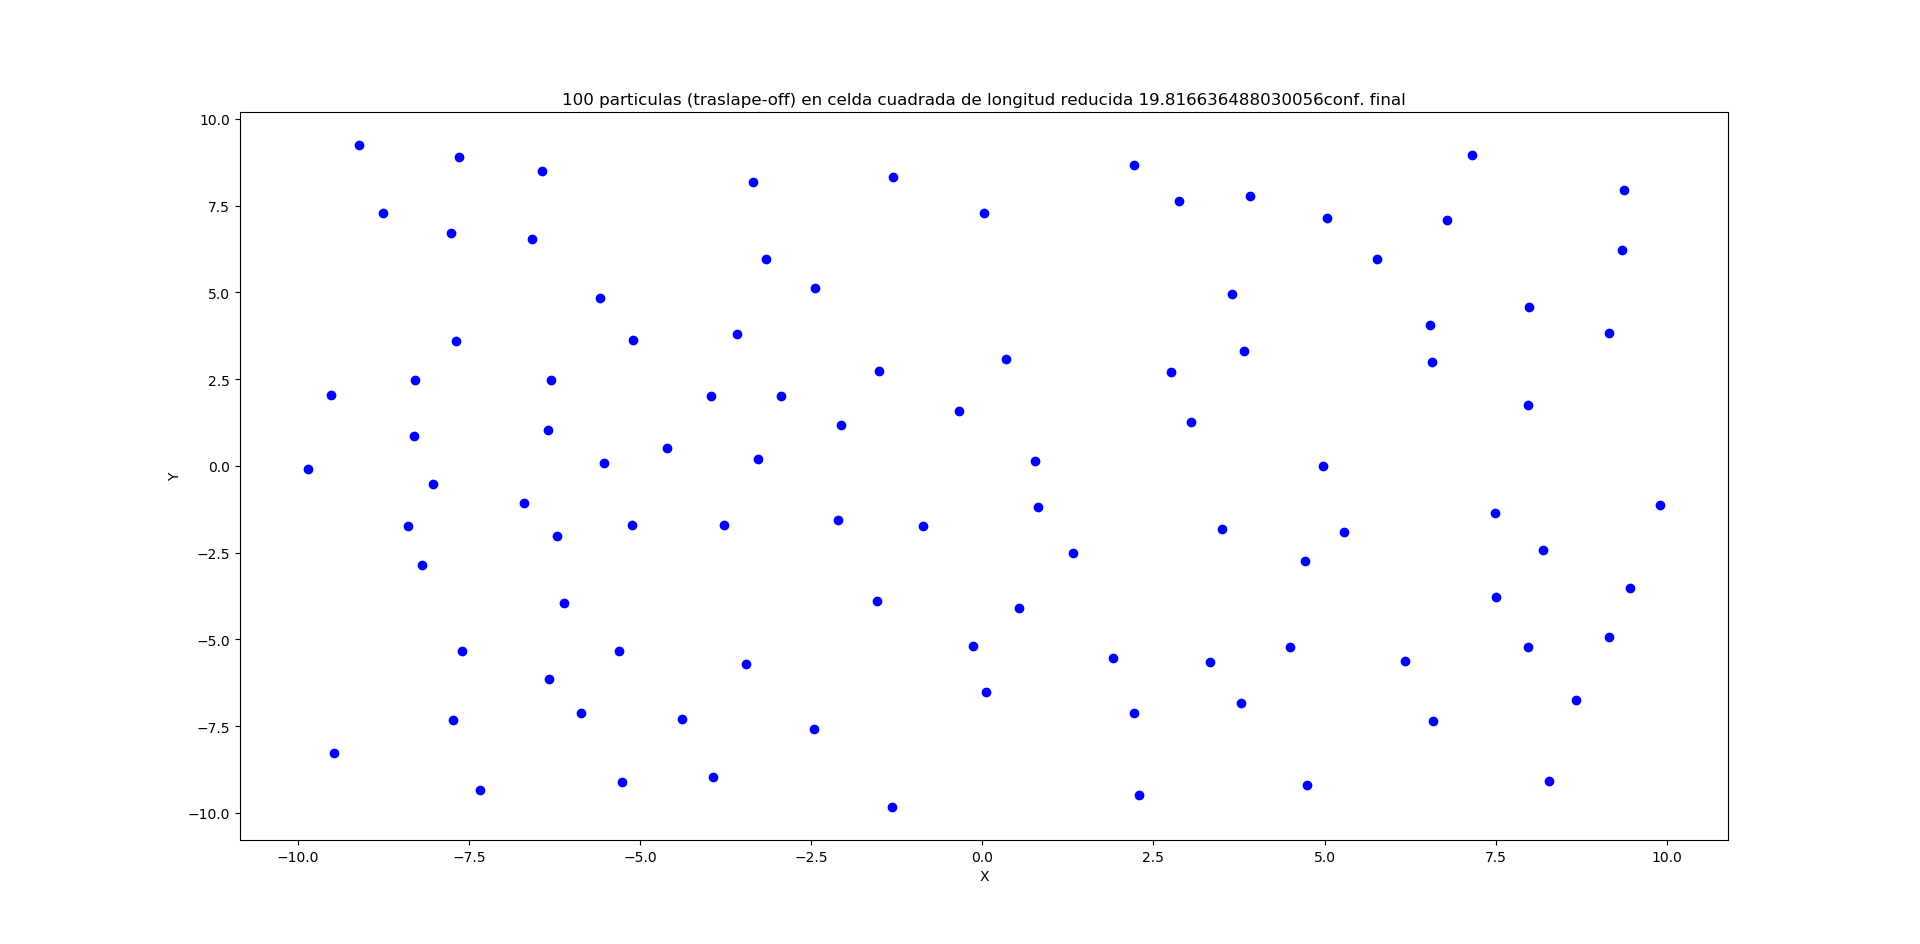 100 particulas (traslape-off) en celda cuadrada de longitud reducida 19.816636488030056conf. final
10.0
7.5
5.0
2.5
0.0
−2.5
−5.0
−7.5
−10.0
Y
−10.0 −7.5 −5.0 −2.5 0.0 2.5 5.0 7.5 10.0
X